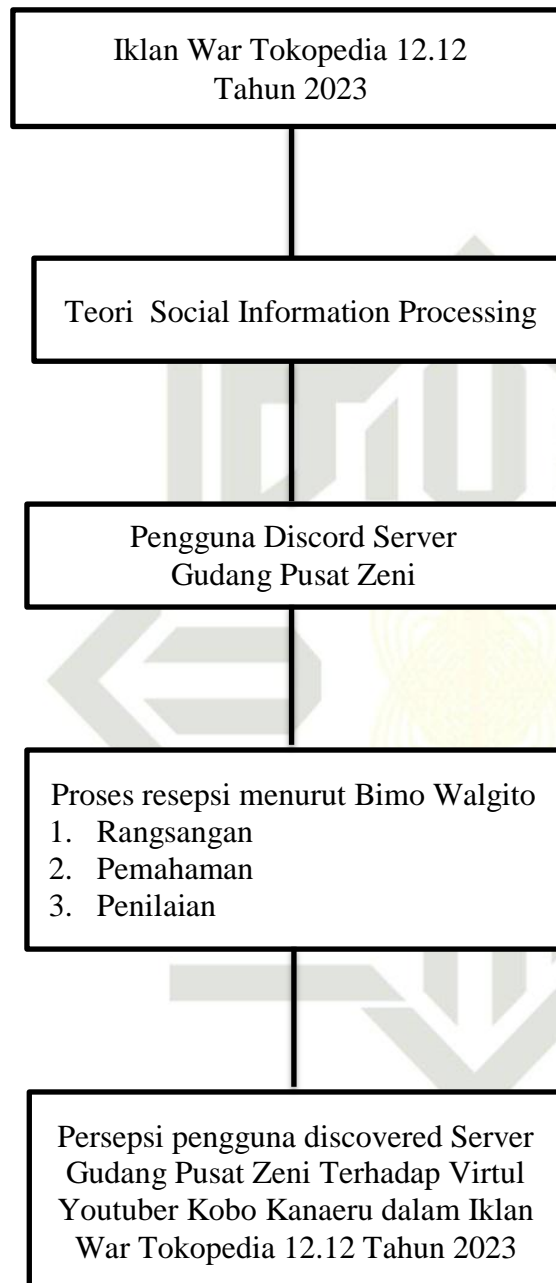 Iklan War Tokopedia 12.12
Tahun 2023
Teori Social Information Processing
Pengguna Discord Server
Gudang Pusat Zeni
Proses resepsi menurut Bimo Walgito
1. Rangsangan
2. Pemahaman
3. Penilaian
Persepsi pengguna discovered Server
Gudang Pusat Zeni Terhadap Virtul
Youtuber Kobo Kanaeru dalam Iklan
War Tokopedia 12.12 Tahun 2023